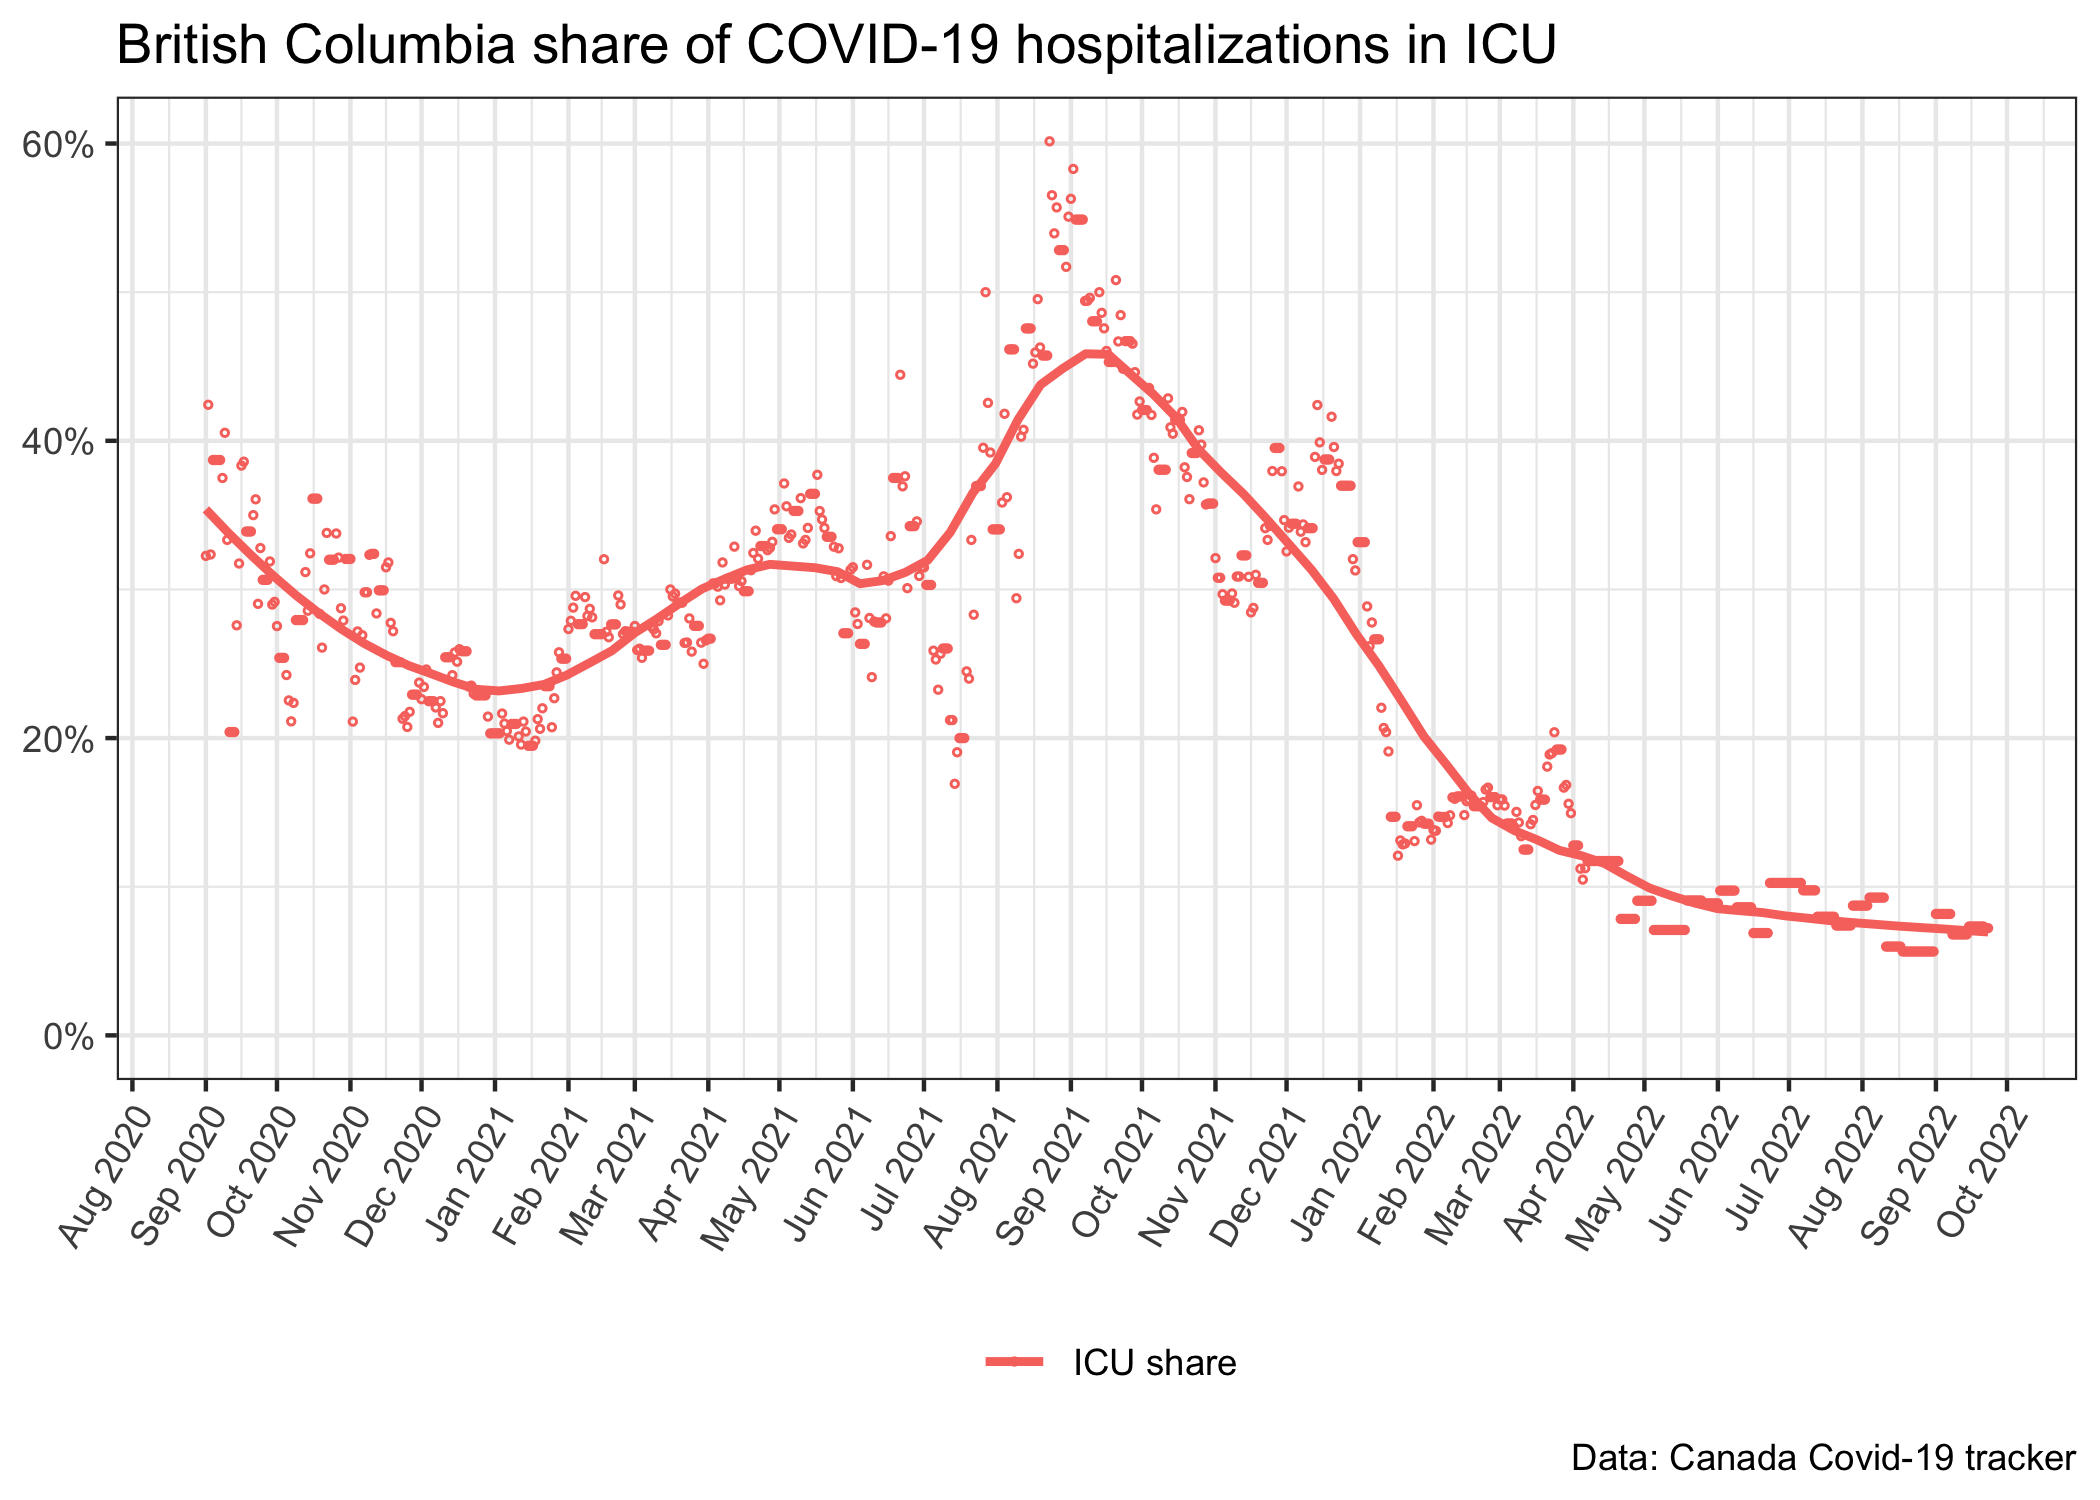 British Columbia share of COVID-19 hospitalizations in ICU
60%
40%
20%
0%
Aug 2020
Sep 2020
Oct 2020
Nov 2020
Dec 2020
Jan 2021
Feb 2021
Mar 2021
Apr 2021
May 2021
Jun 2021
Jul 2021
Aug 2021
Sep 2021
Oct 2021
Nov 2021
Dec 2021
Jan 2022
Feb 2022
Mar 2022
Apr 2022
May 2022
Jun 2022
Jul 2022
Aug 2022
Sep 2022
Oct 2022
ICU share
Data: Canada Covid-19 tracker